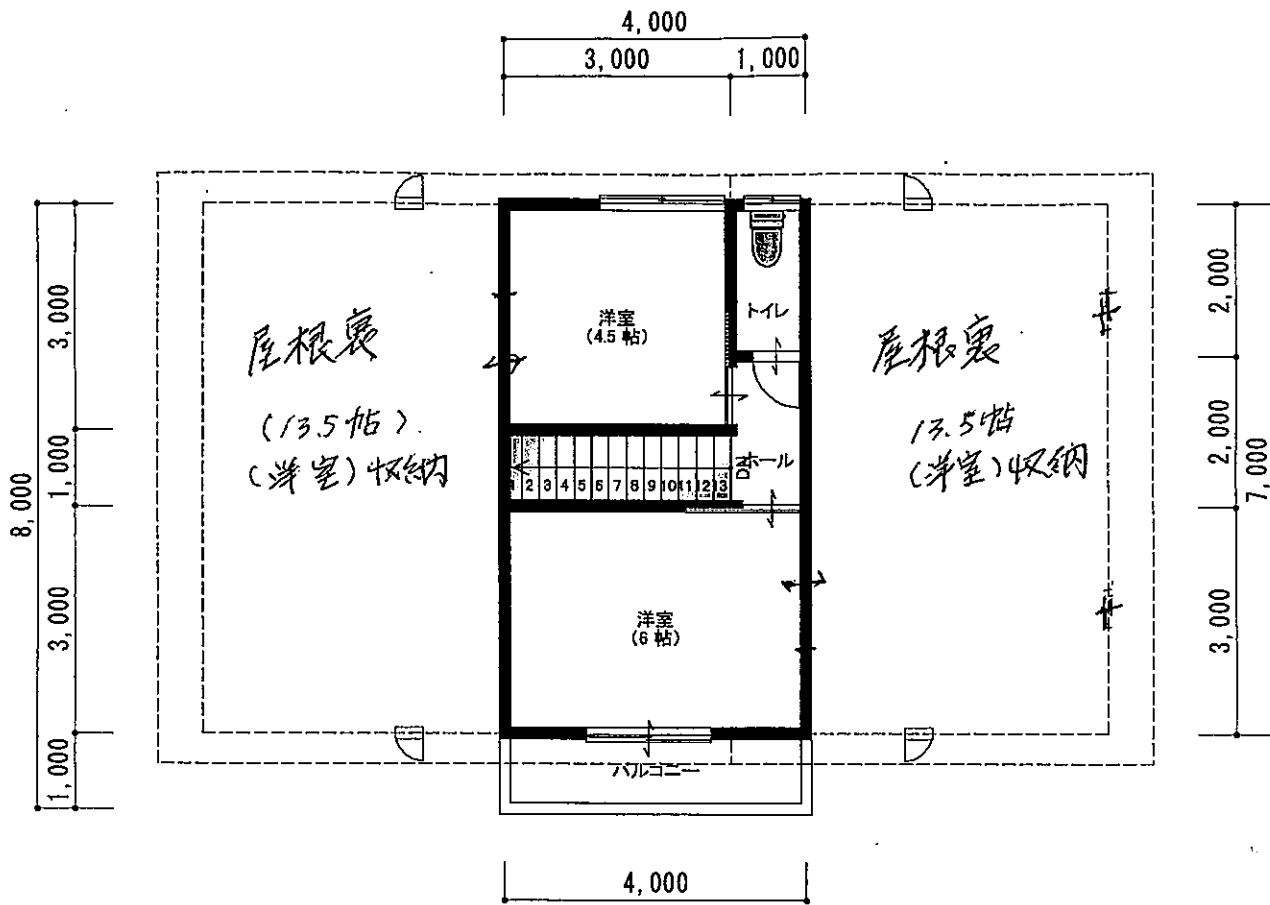 4,000
3,000
1,000
8,000
3,000
1,000
3,000
1,000
屋根裏
(13.5帖)
(洋室)収納
洋室
(4.5 帖)
トイレ
ホール
DN
1 2 3 4 5 6 7 8 9 10 11 12 13
洋室
(6 帖)
バルコニー
屋根裏
13.5帖
(洋室)収納
2,000
2,000
3,000
7,000
4,000